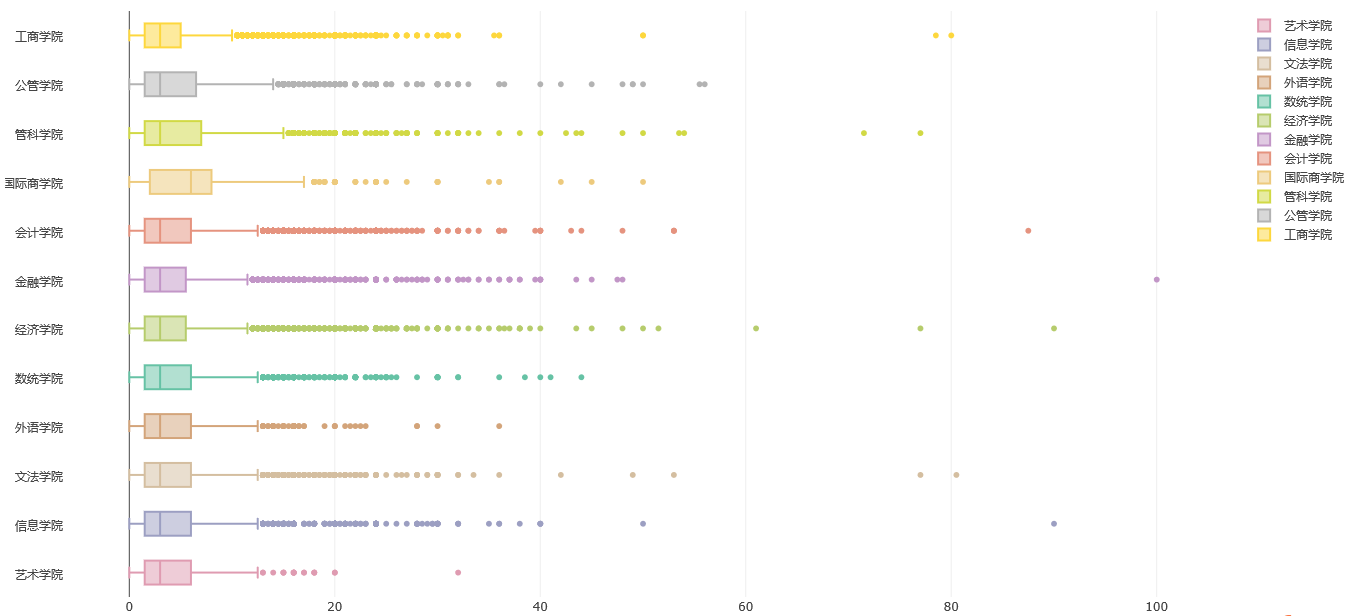 工商学院
公管学院
管科学院
国际商学院
会计学院
金融学院
经济学院
数统学院
外语学院
文法学院
信息学院
艺术学院
0 20 40 60 80 100
艺术学院
信息学院
文法学院
外语学院
数统学院
经济学院
金融学院
会计学院
国际商学院
管科学院
公管学院
工商学院